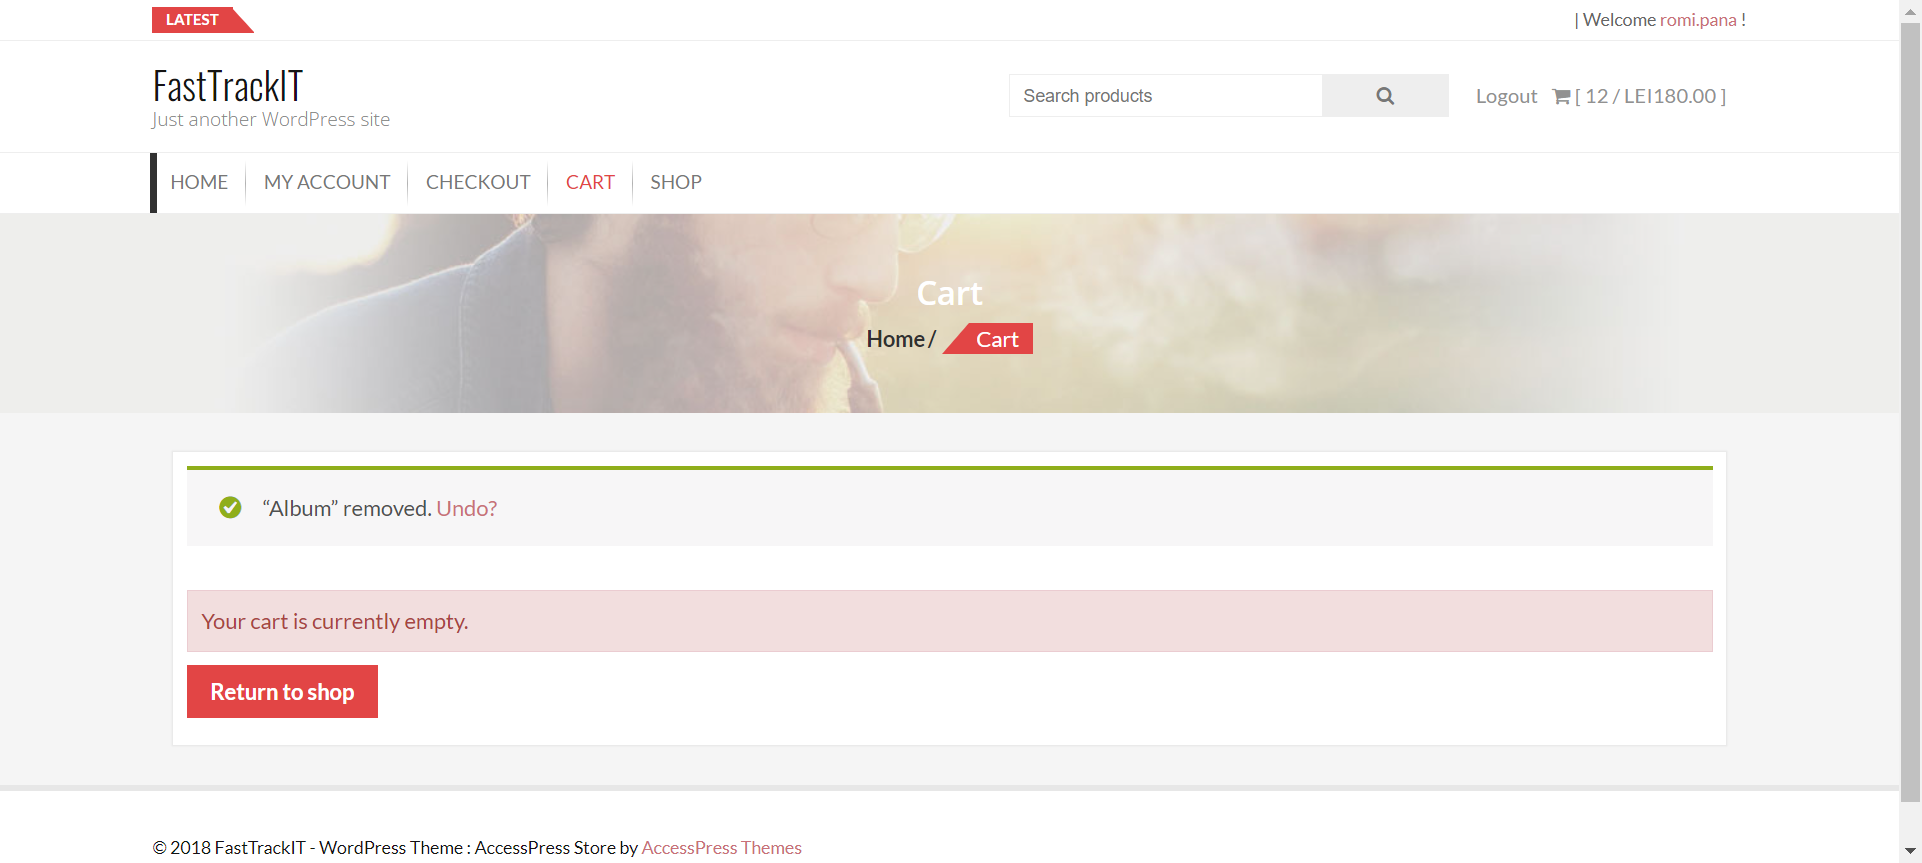 LATEST
| Welcome romi.pana !
FastTrackIT
Just another WordPress site
Search products
Logout [ 12 / LEI180.00 ]
HOME MY ACCOUNT CHECKOUT CART SHOP
Cart
Home / Cart
“Album” removed. Undo?
Your cart is currently empty.
Return to shop
© 2018 FastTrackIT - WordPress Theme : AccessPress Store by AccessPress Themes